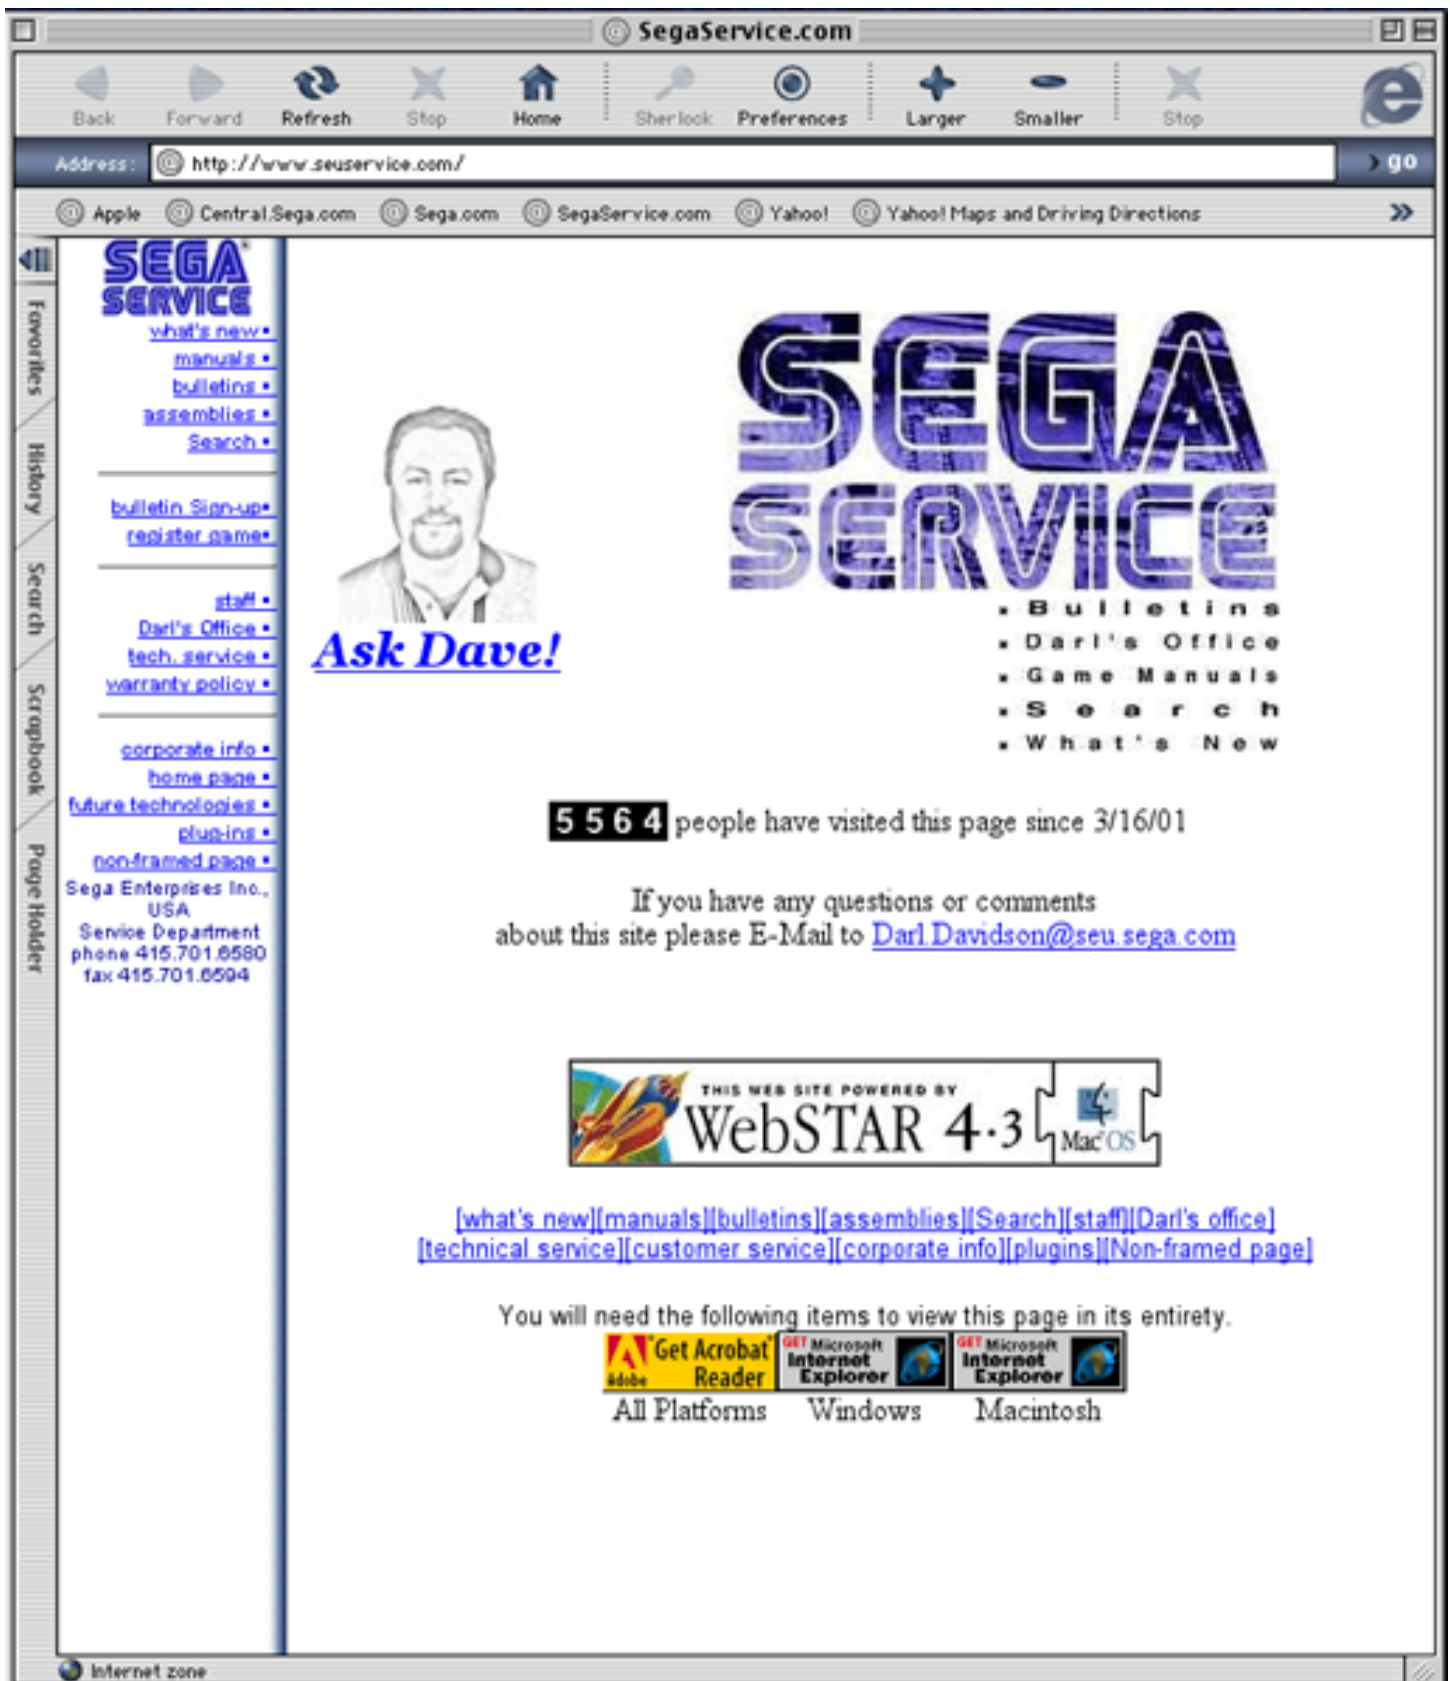 SegaService.com
Back Forward Refresh Stop Home Sherlock Preferences Larger Smaller Stop
Address: http://www.seuservice.com/ go
Apple Central.Sega.com Sega.com SegaService.com Yahoo! Yahoo! Maps and Driving Directions »
Favorites
History
Search
Scrapbook
Page Holder
SEGA
SERVICE
what's new •
manuals •
bulletins •
assemblies •
Search •
bulletin Sign-up•
register game•
staff •
Darl's Office •
tech. service •
warranty policy •
corporate info •
home page •
future technologies •
plug-ins •
non-framed page •
Sega Enterprises Inc.,
USA
Service Department
phone 415.701.6580
fax 415.701.6594
Ask Dave!
SEGA
SERVICE
Bulletins
Darl's Office
Game Manuals
Search
What's New
5564 people have visited this page since 3/16/01
If you have any questions or comments
about this site please E-Mail to Darl.Davidson@seu.sega.com
THIS WEB SITE POWERED BY
WebSTAR 4.3
Mac OS
[what's new][manuals][bulletins][assemblies][Search][staff][Darl's office]
[technical service][customer service][corporate info][plugins][Non-framed page]
You will need the following items to view this page in its entirety.
Adobe Get Acrobat Reader
GET Microsoft Internet Explorer
GET Microsoft Internet Explorer
All Platforms Windows Macintosh
Internet zone